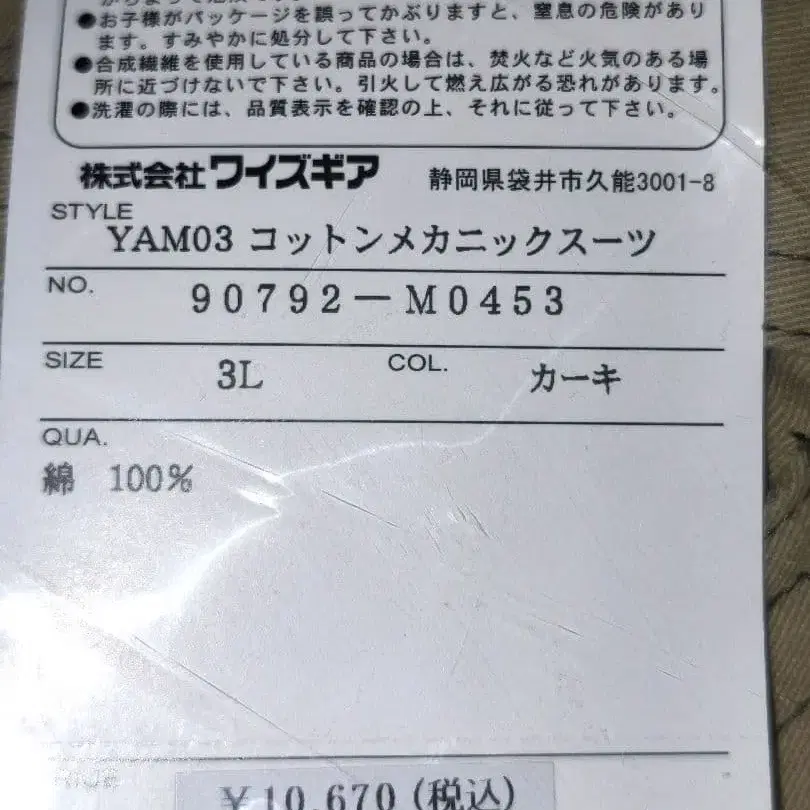 ●お子様がパッケージを誤ってかぶりますと、窒息の危険があり
ます。すみやかに処分して下さい。
●合成繊維を使用している商品の場合は、焚火など火気のある場
所に近づけないで下さい。引火して燃え広がる恐れがあります。
●洗濯の際には、品質表示を確認の上、それに従って下さい。
株式会社ワイズギア 静岡県袋井市久能3001-8
STYLE
YAM03 コットンメカニックスーツ
NO. 90792-M0453
SIZE 3L COL. カーキ
QUA.
綿 100%
¥10,670(税込)